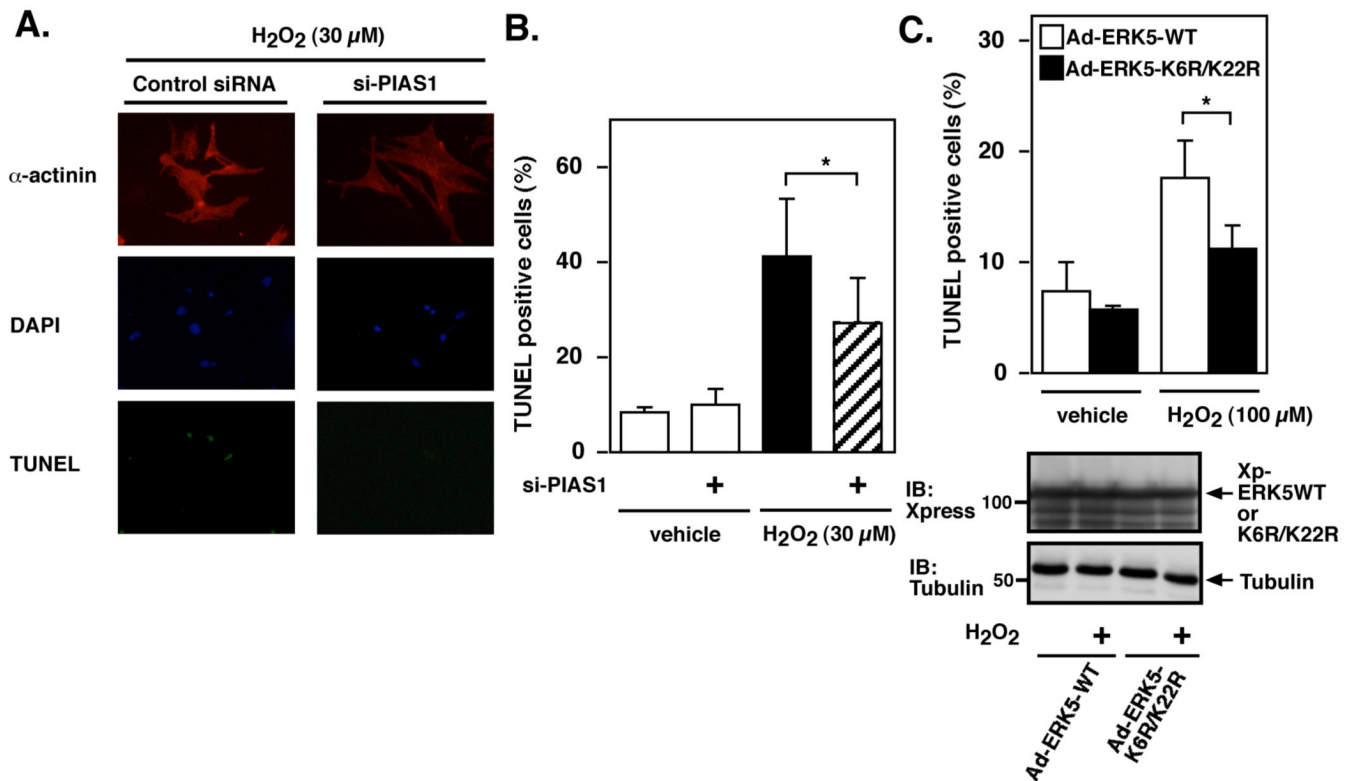 A.
H2O2 (30 µM)
Control siRNA
si-PIAS1
α-actinin
DAPI
TUNEL
B.
TUNEL positive cells (%)
60
40
20
0
*
si-PIAS1
+
+
vehicle
H2O2 (30 µM)
C.
TUNEL positive cells (%)
30
20
10
0
Ad-ERK5-WT
Ad-ERK5-K6R/K22R
*
vehicle
H2O2 (100 µM)
IB:
Xpress
100
Xp-
ERK5WT
or
K6R/K22R
IB:
Tubulin
50
Tubulin
H2O2
+
+
Ad-ERK5-WT
Ad-ERK5-
K6R/K22R